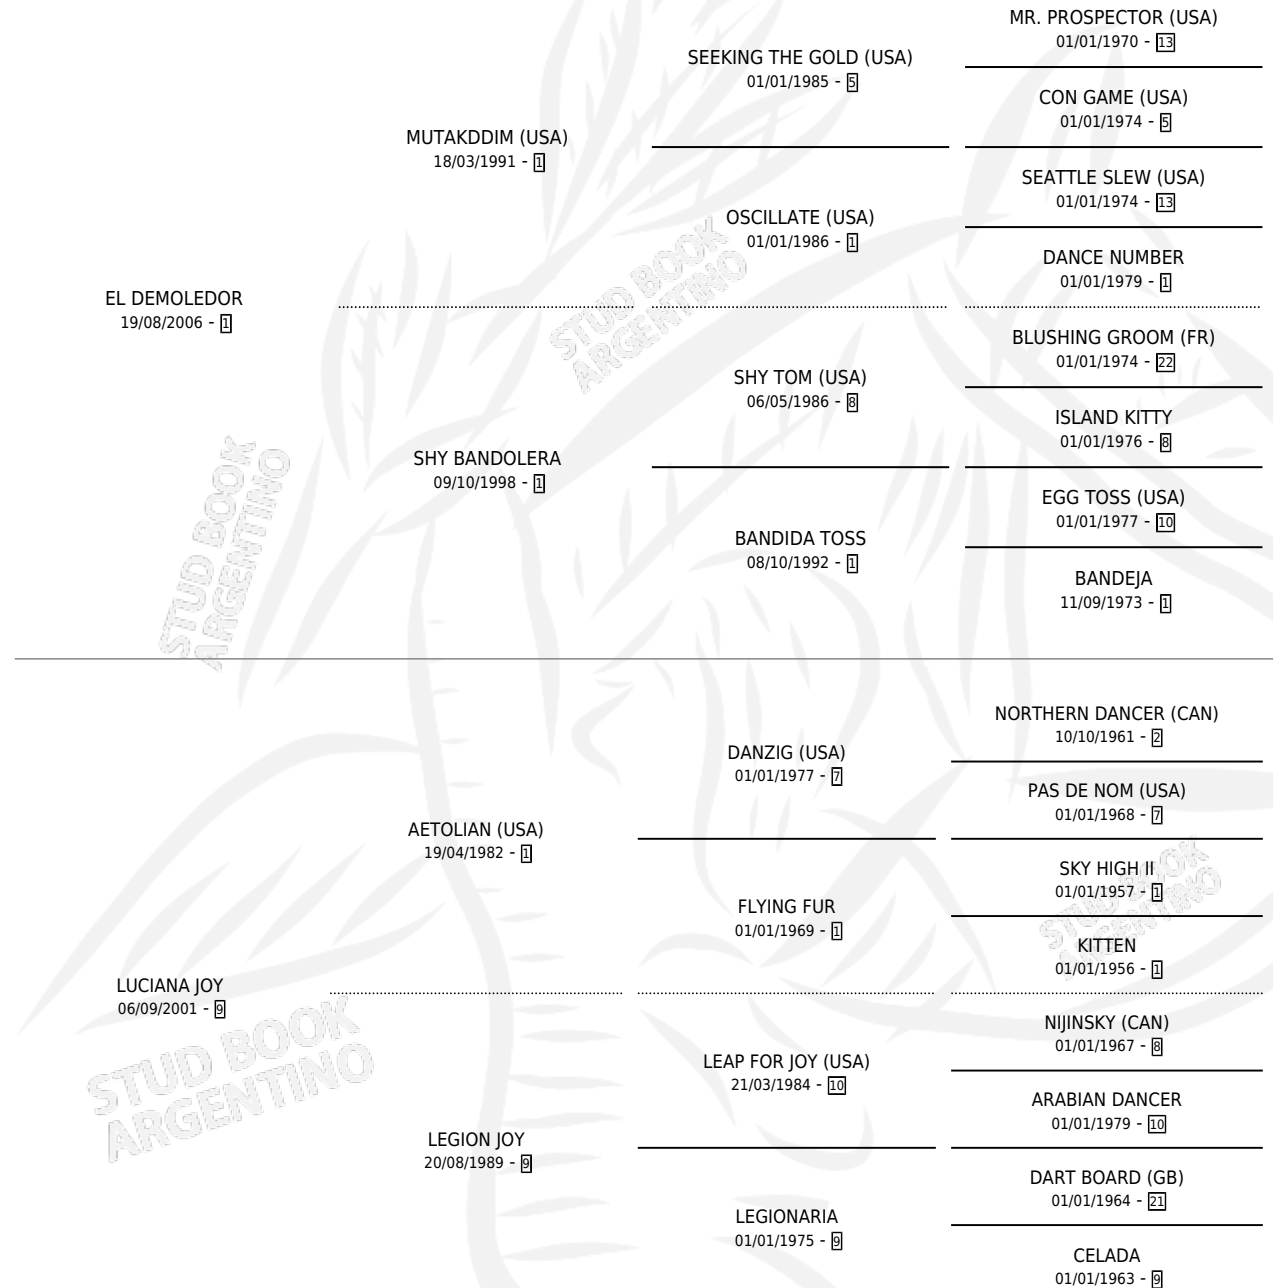 MR. PROSPECTOR (USA)
01/01/1970 - 13
SEEKING THE GOLD (USA)
01/01/1985 - 5
CON GAME (USA)
01/01/1974 - 5
MUTAKDDIM (USA)
18/03/1991 - 1
SEATTLE SLEW (USA)
01/01/1974 - 13
OSCILLATE (USA)
01/01/1986 - 1
DANCE NUMBER
01/01/1979 - 1
EL DEMOLEDOR
19/08/2006 - 1
BLUSHING GROOM (FR)
01/01/1974 - 22
SHY TOM (USA)
06/05/1986 - 8
ISLAND KITTY
01/01/1976 - 8
SHY BANDOLERA
09/10/1998 - 1
EGG TOSS (USA)
01/01/1977 - 10
BANDIDA TOSS
08/10/1992 - 1
BANDEJA
11/09/1973 - 1
NORTHERN DANCER (CAN)
10/10/1961 - 2
DANZIG (USA)
01/01/1977 - 7
PAS DE NOM (USA)
01/01/1968 - 7
AETOLIAN (USA)
19/04/1982 - 1
SKY HIGH II
01/01/1957 - 1
FLYING FUR
01/01/1969 - 1
KITTEN
01/01/1956 - 1
LUCIANA JOY
06/09/2001 - 9
NIJINSKY (CAN)
01/01/1967 - 8
LEAP FOR JOY (USA)
21/03/1984 - 10
ARABIAN DANCER
01/01/1979 - 10
LEGION JOY
20/08/1989 - 9
DART BOARD (GB)
01/01/1964 - 21
LEGIONARIA
01/01/1975 - 9
CELADA
01/01/1963 - 9
STUD BOOK
ARGENTINO
STUD BOOK
ARGENTINO
STUD BOOK
ARGENTINO
STUD BOOK
ARGENTINO